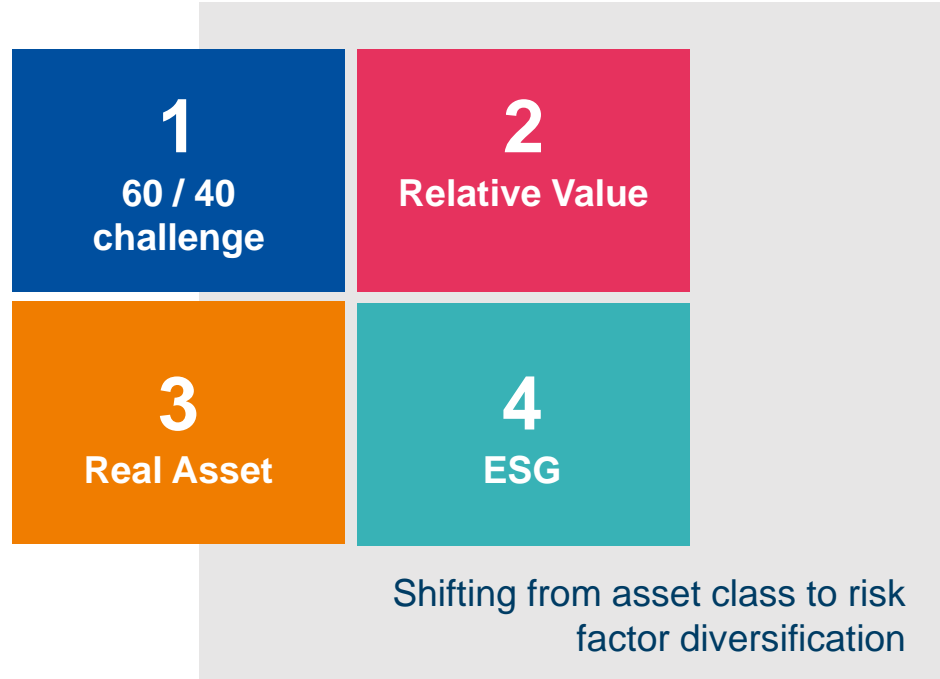 1
60 / 40
challenge
2
Relative Value
3
Real Asset
4
ESG
Shifting from asset class to risk
factor diversification